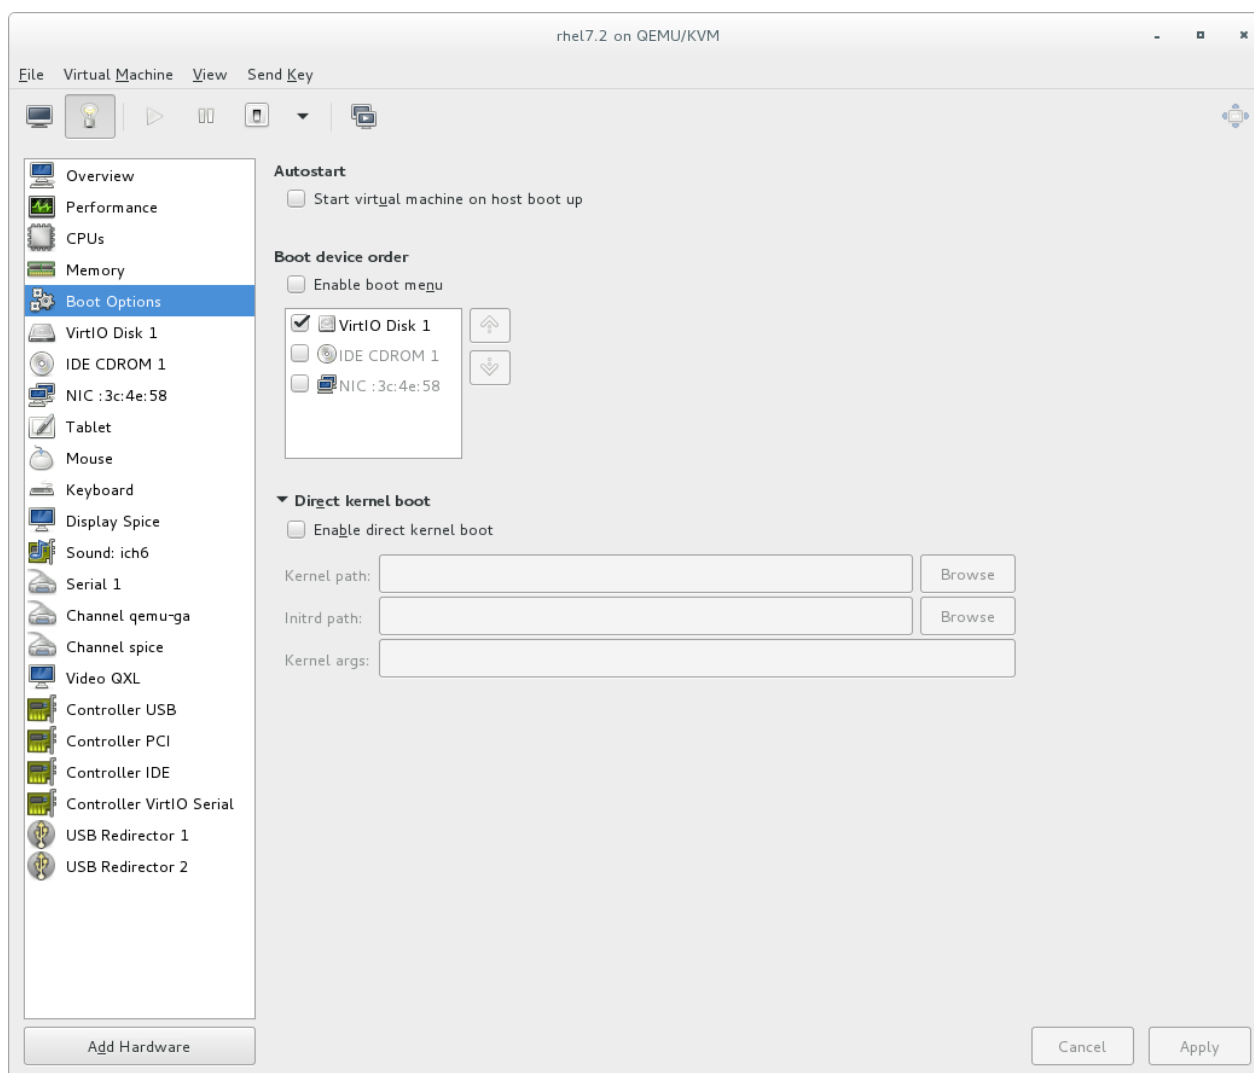 rhel7.2 on QEMU/KVM
File Virtual Machine View Send Key
Overview
Performance
CPUs
Memory
Boot Options
VirtIO Disk 1
IDE CDROM 1
NIC :3c:4e:58
Tablet
Mouse
Keyboard
Display Spice
Sound: ich6
Serial 1
Channel qemu-ga
Channel spice
Video QXL
Controller USB
Controller PCI
Controller IDE
Controller VirtIO Serial
USB Redirector 1
USB Redirector 2
Add Hardware
Autostart
Start virtual machine on host boot up
Boot device order
Enable boot menu
VirtIO Disk 1
IDE CDROM 1
NIC :3c:4e:58
Direct kernel boot
Enable direct kernel boot
Kernel path: Browse
Initrd path: Browse
Kernel args:
Cancel Apply